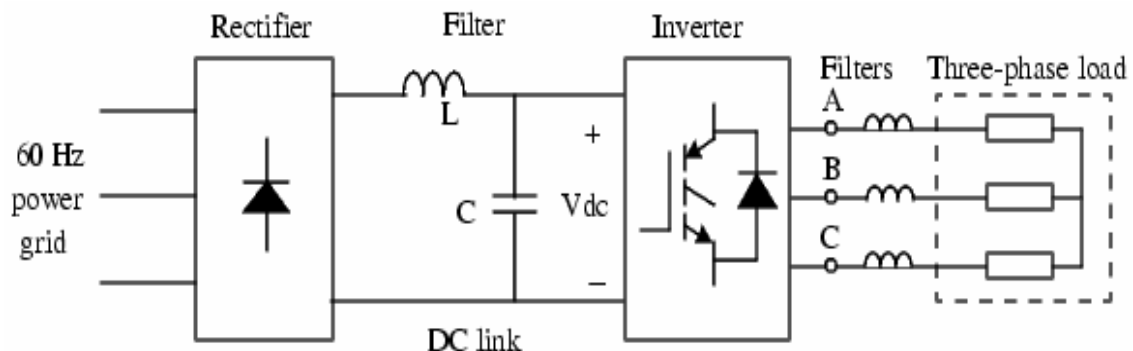 Rectifier
Filter
Inverter
Filters
Three-phase load
A
L
60 Hz
power
grid
+
B
C
Vdc
C
−
DC link